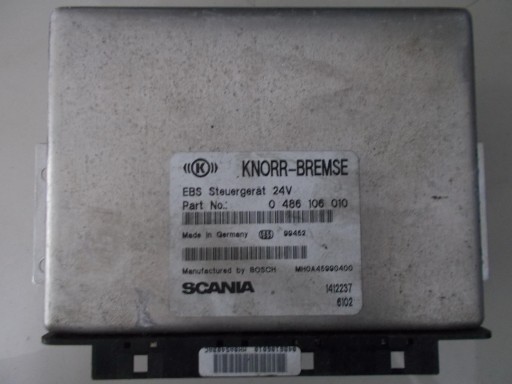 ((K)) KNORR-BREMSE
EBS Steuergerät 24V
Part No.: 0 486 106 010
Made in Germany 99452
Manufactured by BOSCH MH0A45990400
SCANIA 1412237
6102